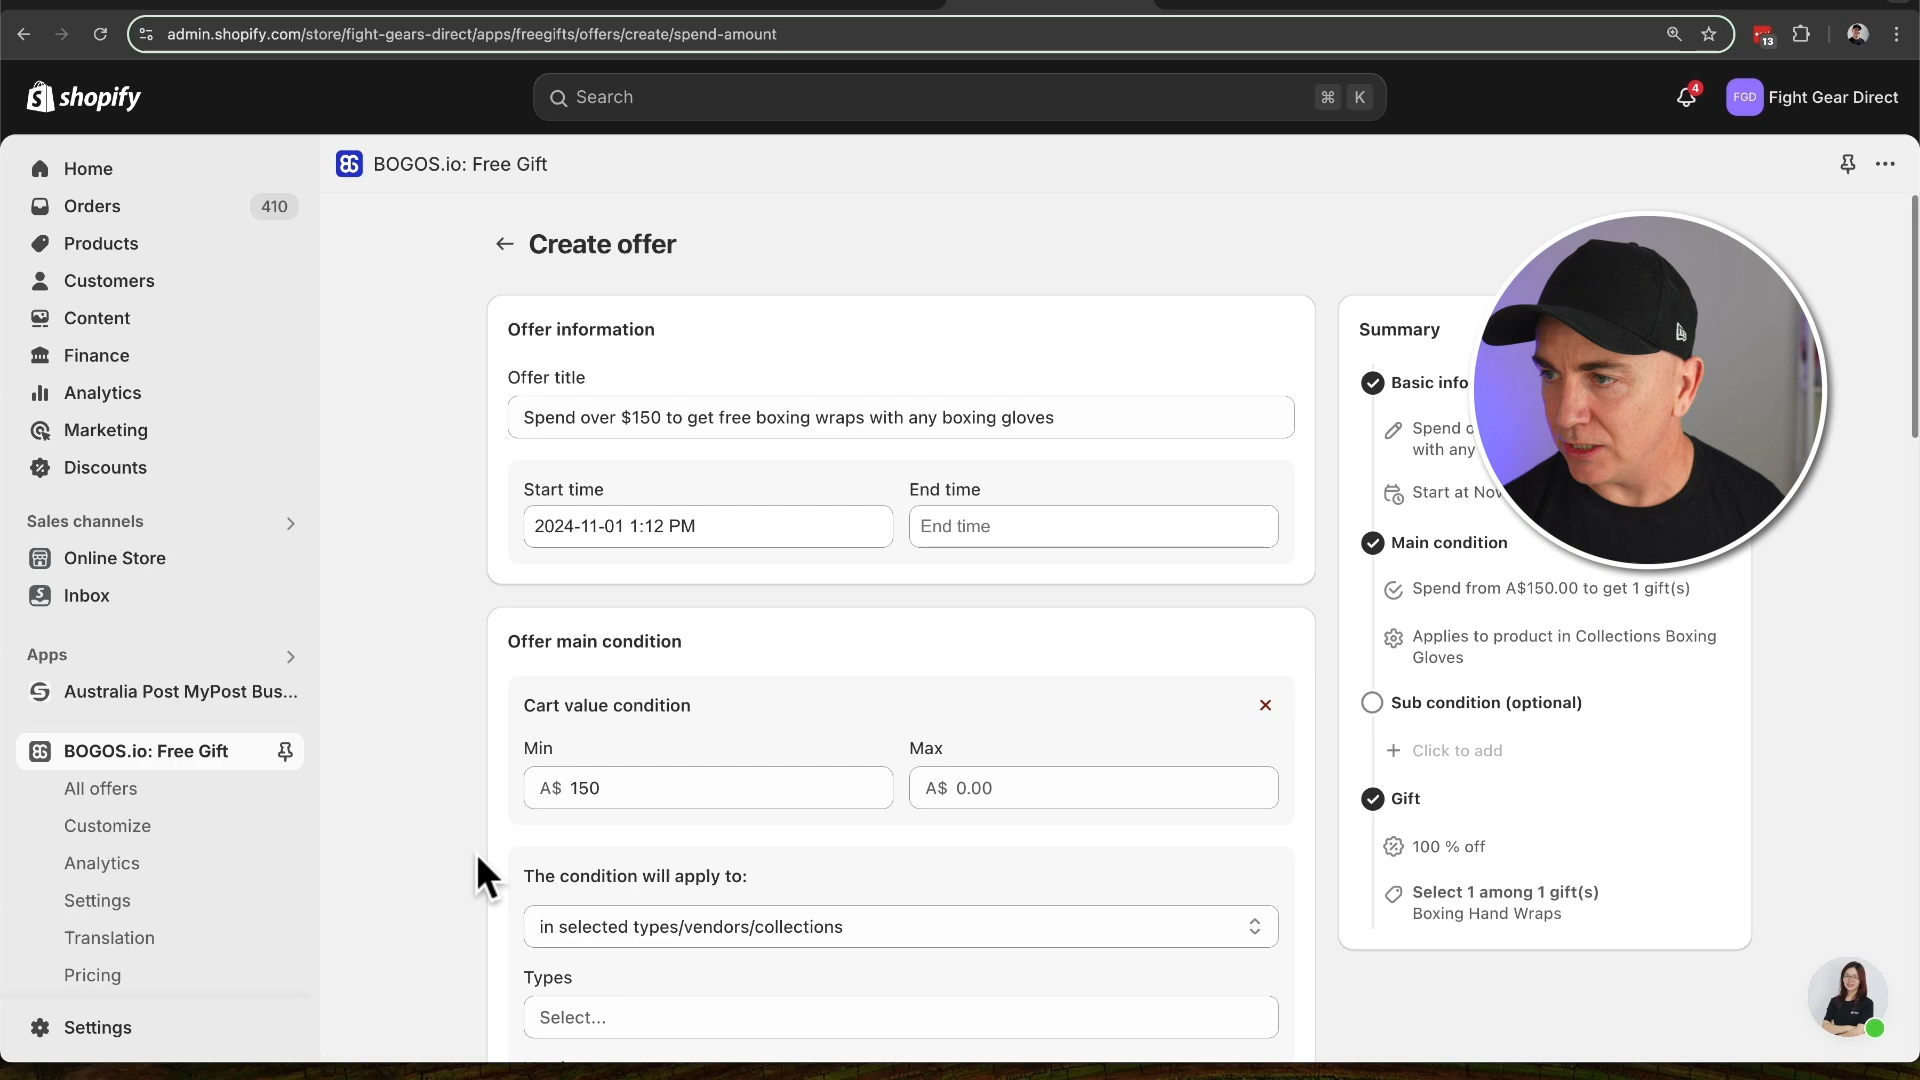 admin.shopify.com/store/fight-gears-direct/apps/freegifts/offers/create/spend-amount
13
shopify
Search
⌘ K
4
FGD
Fight Gear Direct
Home
Orders
410
Products
Customers
Content
Finance
Analytics
Marketing
Discounts
Sales channels
Online Store
Inbox
Apps
Australia Post MyPost Bus...
BOGOS.io: Free Gift
All offers
Customize
Analytics
Settings
Translation
Pricing
Settings
BOGOS.io: Free Gift
Create offer
Offer information
Offer title
Spend over $150 to get free boxing wraps with any boxing gloves
Start time
End time
2024-11-01 1:12 PM
End time
Offer main condition
Cart value condition
Min
Max
A$ 150
A$ 0.00
The condition will apply to:
in selected types/vendors/collections
Types
Select...
Summary
Basic info
Spend o
with any
Start at Nov
Main condition
Spend from A$150.00 to get 1 gift(s)
Applies to product in Collections Boxing
Gloves
Sub condition (optional)
Click to add
Gift
100 % off
Select 1 among 1 gift(s)
Boxing Hand Wraps